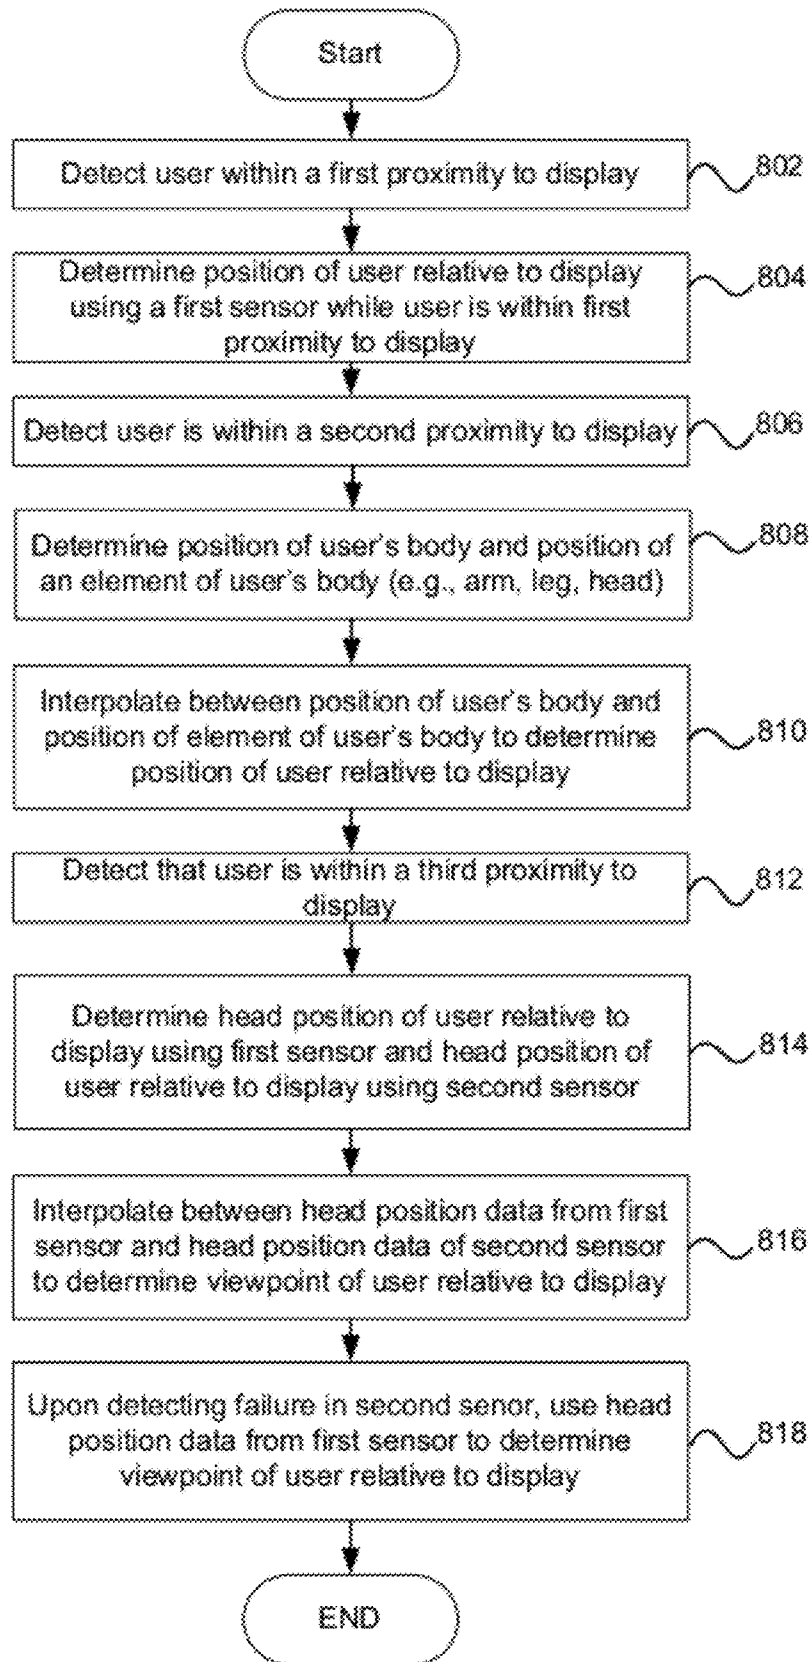 Start
Detect user within a first proximity to display
802
Determine position of user relative to display
using a first sensor while user is within first
proximity to display
804
Detect user is within a second proximity to display
806
Determine position of user's body and position of
an element of user's body (e.g., arm, leg, head)
808
Interpolate between position of user's body and
position of element of user's body to determine
position of user relative to display
810
Detect that user is within a third proximity to
display
812
Determine head position of user relative to
display using first sensor and head position of
user relative to display using second sensor
814
Interpolate between head position data from first
sensor and head position data of second sensor
to determine viewpoint of user relative to display
816
Upon detecting failure in second senor, use head
position data from first sensor to determine
viewpoint of user relative to display
818
END